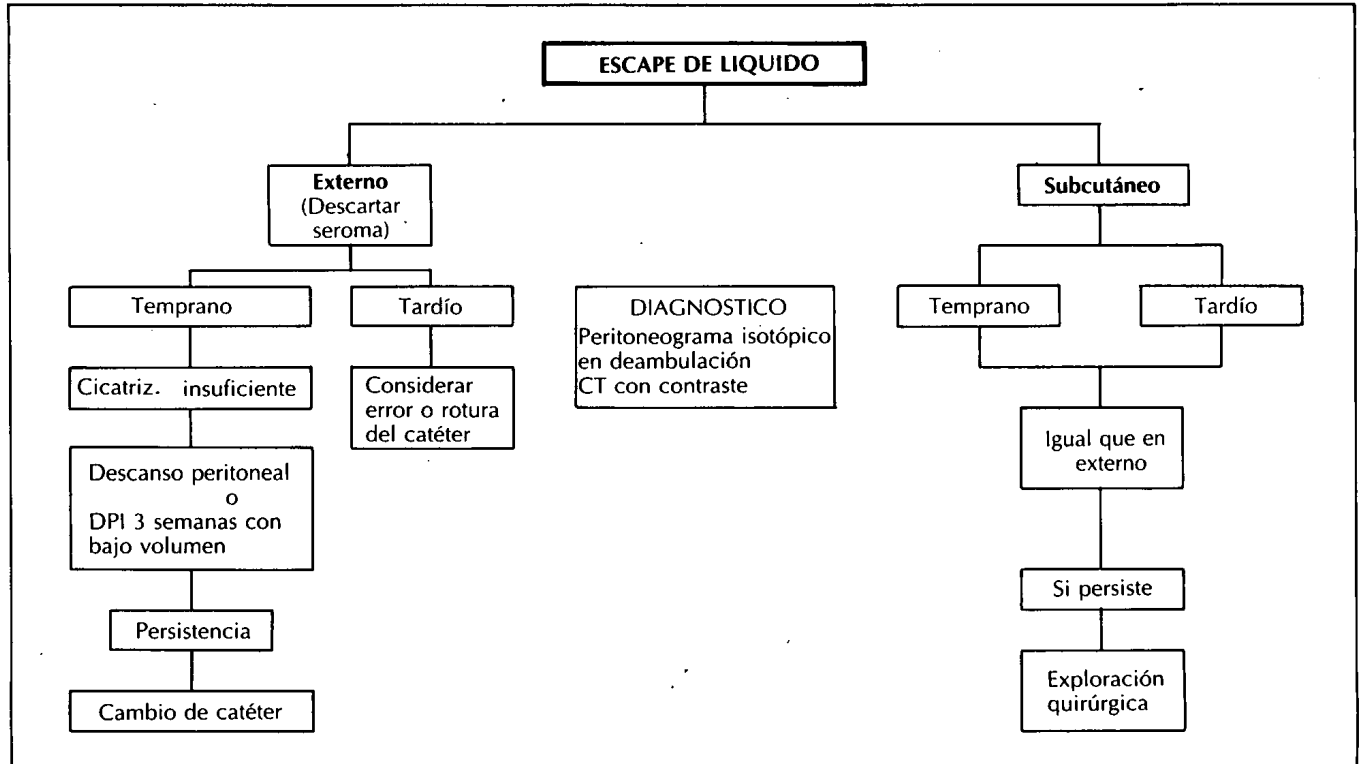 ESCAPE DE LIQUIDO
Externo
(Descartar
seroma)
Subcutáneo
Temprano
Tardío
Cicatriz. insuficiente
Considerar
error o rotura
del catéter
Descanso peritoneal
o
DPI 3 semanas con
bajo volumen
Persistencia
Cambio de catéter
DIAGNOSTICO
Peritoneograma isotópico
en deambulación
CT con contraste
Temprano
Tardío
Igual que en
externo
Si persiste
Exploración
quirúrgica